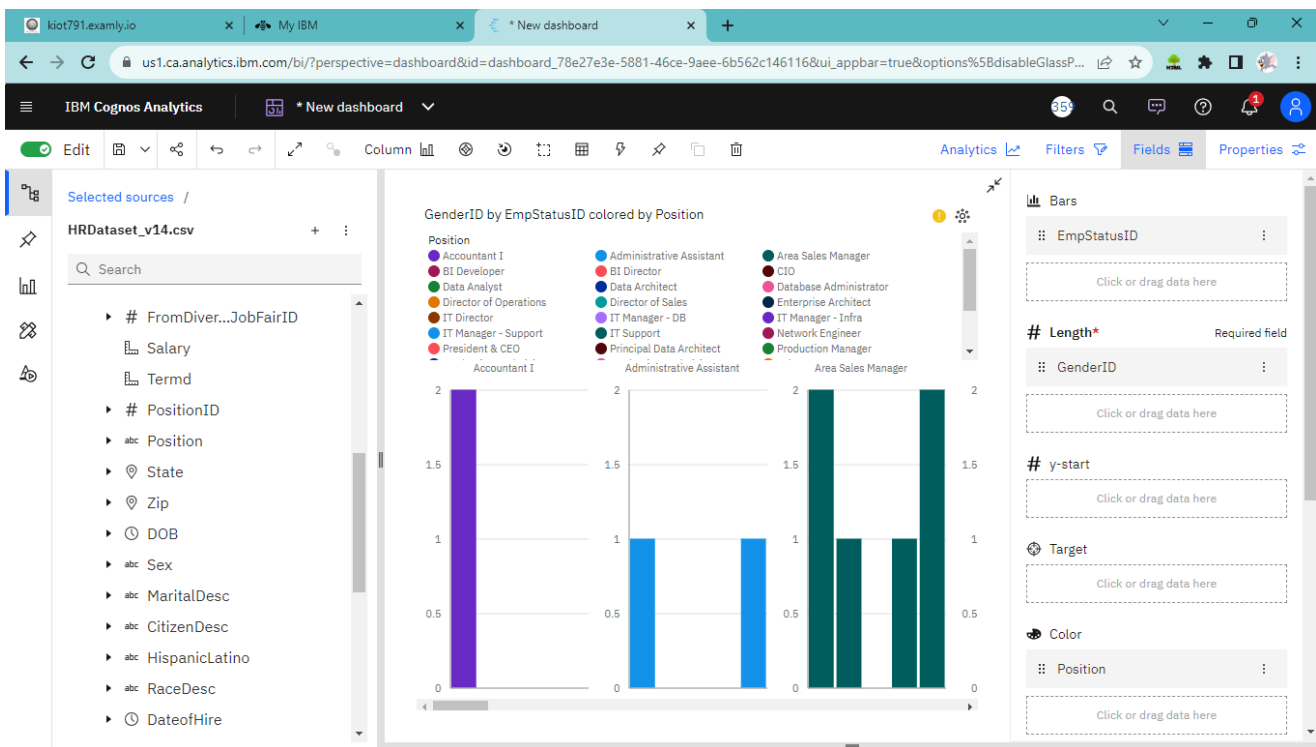 kiot791.examly.io
My IBM
* New dashboard
us1.ca.analytics.ibm.com/bi/?perspective=dashboard&id=dashboard_78e27e3e-5881-46ce-9aee-6b562c146116&ui_appbar=true&options%5BdisableGlassP...
IBM Cognos Analytics
* New dashboard
359
1
Edit
Column
Analytics
Filters
Fields
Properties
Selected sources /
HRDataset_v14.csv
Search
# FromDiver...JobFairID
Salary
Termd
# PositionID
abc Position
State
Zip
DOB
abc Sex
abc MaritalDesc
abc CitizenDesc
abc HispanicLatino
abc RaceDesc
DateofHire
GenderID by EmpStatusID colored by Position
Position
Accountant I Administrative Assistant Area Sales Manager
BI Developer BI Director CIO
Data Analyst Data Architect Database Administrator
Director of Operations Director of Sales Enterprise Architect
IT Director IT Manager - DB IT Manager - Infra
IT Manager - Support IT Support Network Engineer
President & CEO Principal Data Architect Production Manager
Accountant I Administrative Assistant Area Sales Manager
2 2 2 2
1.5 1.5 1.5 1.5
1 1 1 1
0.5 0.5 0.5 0.5
0 0 0 0
Bars
EmpStatusID
Click or drag data here
# Length* Required field
GenderID
Click or drag data here
# y-start
Click or drag data here
Target
Click or drag data here
Color
Position
Click or drag data here